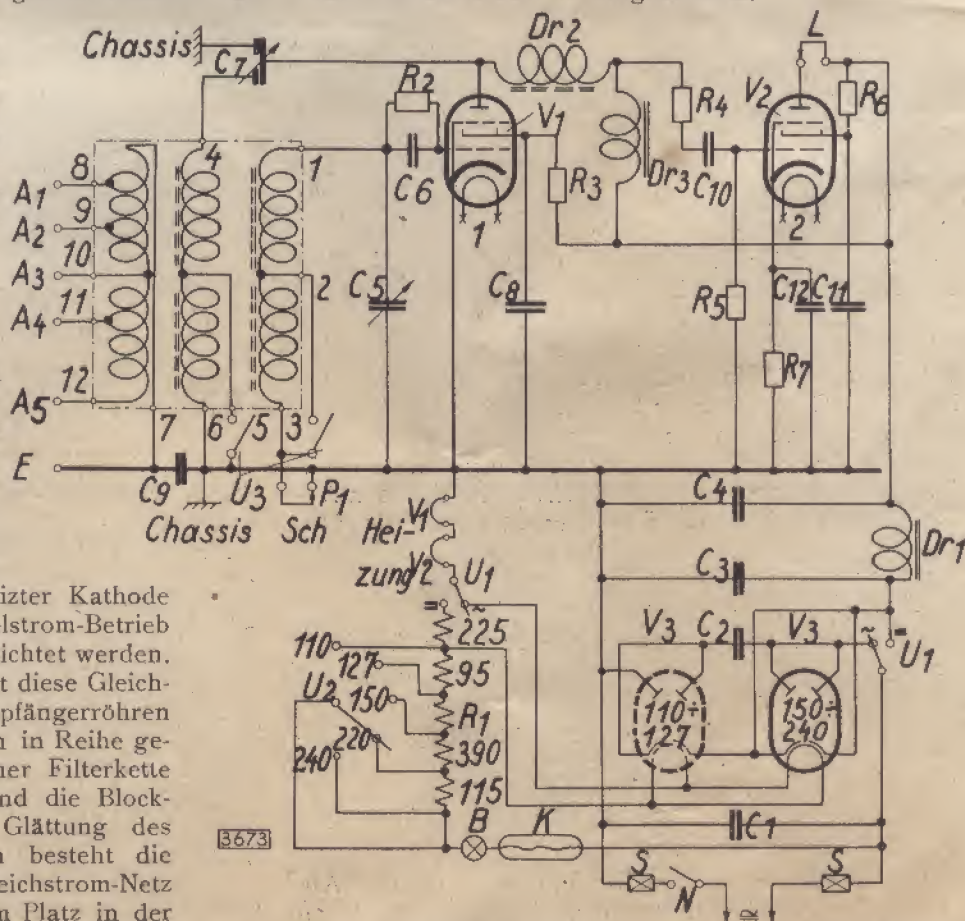 Chassis
C7
Dr2
L
R2
V1
R4
V2
R6
8
4
1
C6
Dr3
C10
R3
A1
9
A2
10
1
2
A3
2
11
C5
C8
R5
C12
C11
A4
12
R7
A5
7
6
5
3
E
C9
U3
P1
C4
Chassis
Sch
V1
Hei-
zung
V2
U1
C3
Dr1
izter Kathode
lstrom-Betrieb
ichtet werden.
t diese Gleich-
pfängerröhren
n in Reihe ge-
ner Filterkette
nd die Block-
Glättung des
n besteht die
eichstrom-Netz
n Platz in der
=
~
225
V3
C2
V3
~
=
U1
110
95
127
U2
150
R1
110÷
127
150÷
240
220
390
240
115
3673
B
K
C1
S
N
S
≅